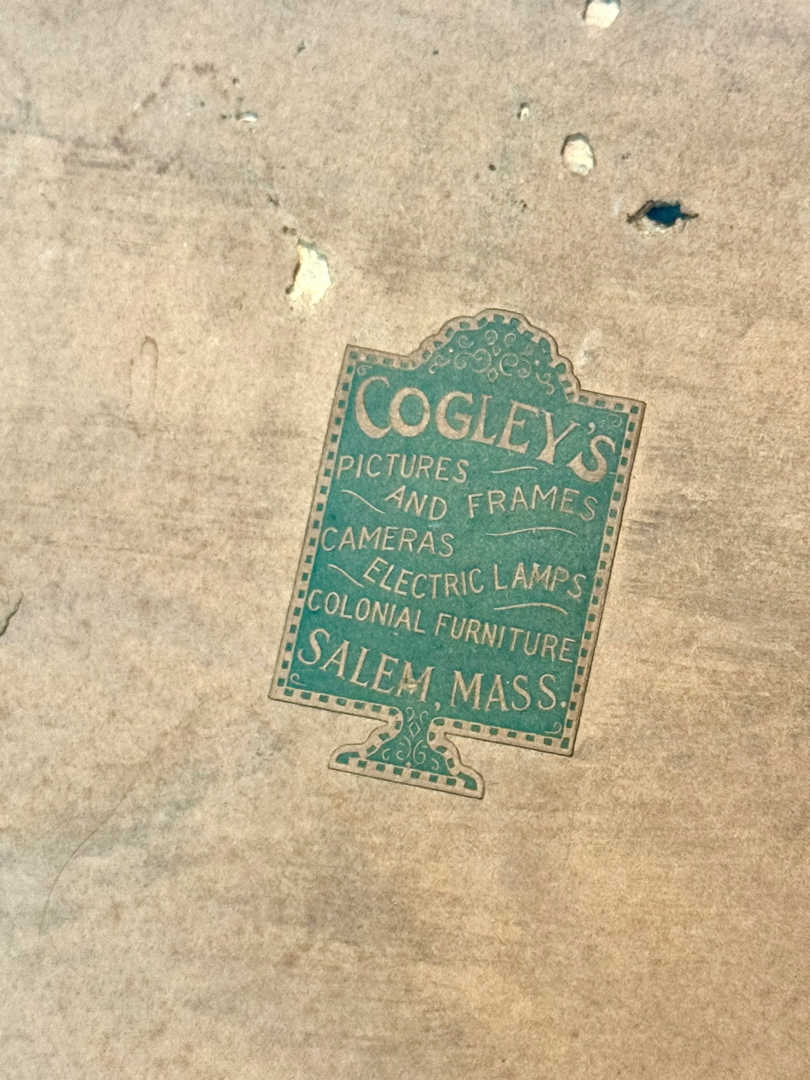 COGLEY'S
PICTURES
AND FRAMES
CAMERAS
ELECTRIC LAMPS
COLONIAL FURNITURE
SALEM, MASS.